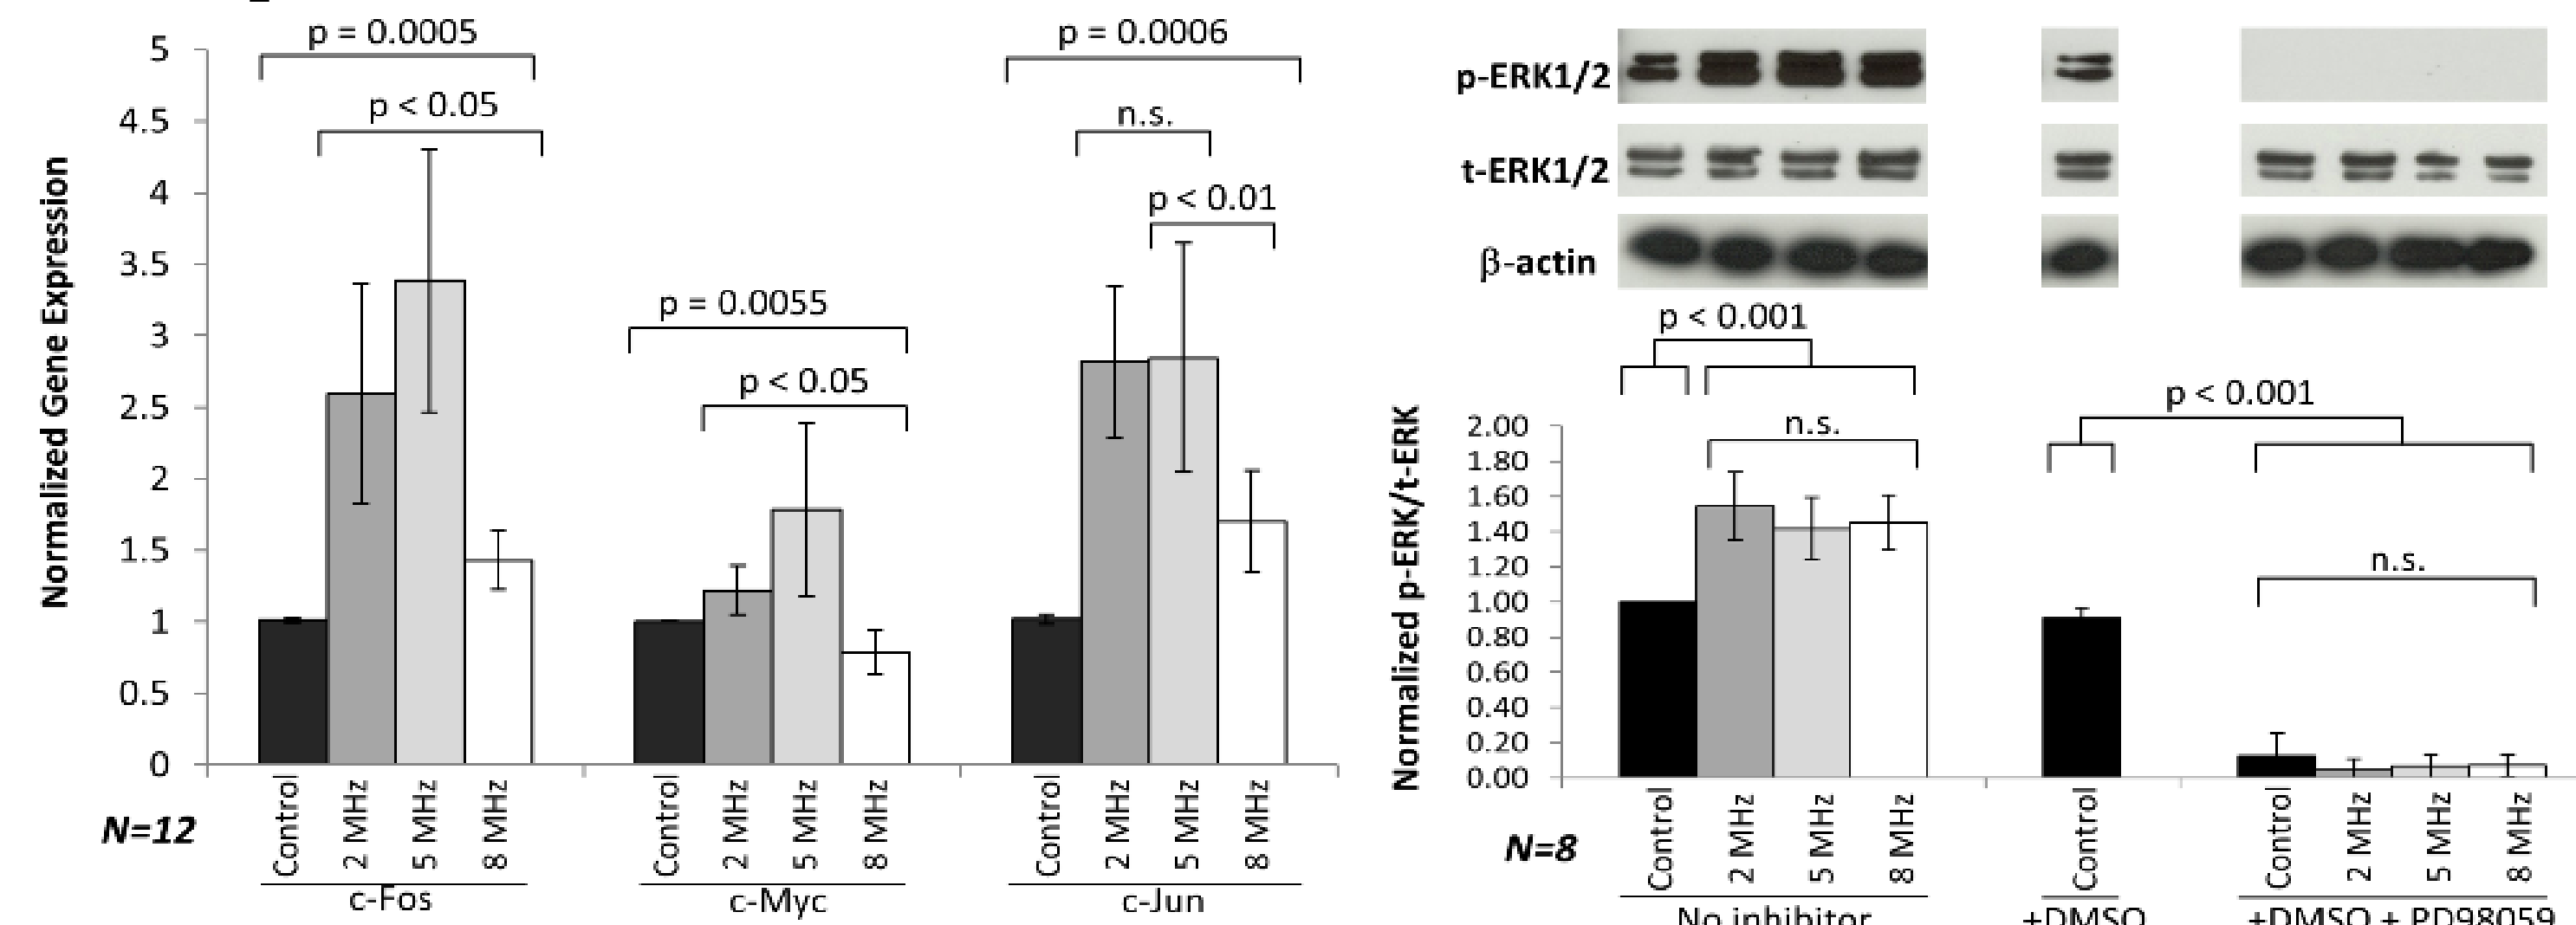 p = 0.0005
p < 0.05
p = 0.0055
p < 0.05
p = 0.0006
n.s.
p < 0.01
Normalized Gene Expression
5
4.5
4
3.5
3
2.5
2
1.5
1
0.5
0
N=12
Control
2 MHz
5 MHz
8 MHz
Control
2 MHz
5 MHz
8 MHz
Control
2 MHz
5 MHz
8 MHz
c-Fos
c-Myc
c-Jun
p-ERK1/2
t-ERK1/2
β-actin
p < 0.001
n.s.
p < 0.001
n.s.
Normalized p-ERK/t-ERK
2.00
1.80
1.60
1.40
1.20
1.00
0.80
0.60
0.40
0.20
0.00
N=8
Control
2 MHz
5 MHz
8 MHz
Control
Control
2 MHz
5 MHz
8 MHz
No inhibitor
+DMSO
+DMSO + PD98059